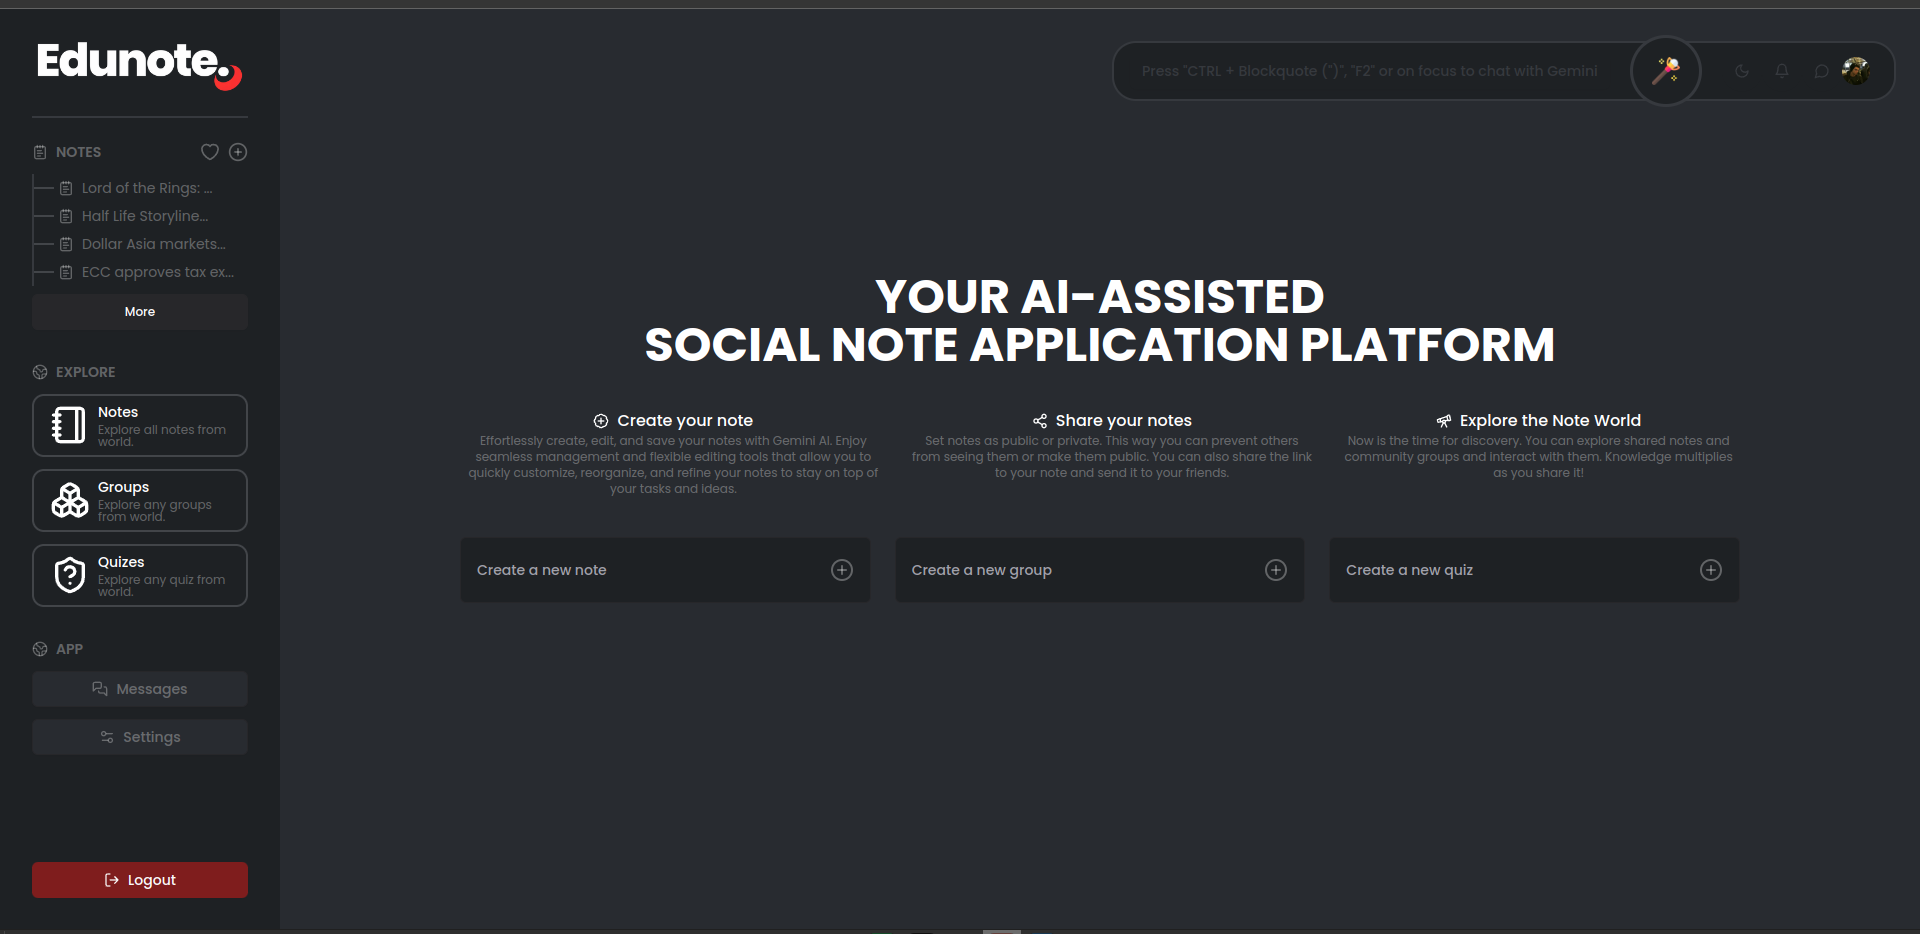 Edunote.
Press "CTRL + Blockquote (")", "F2" or on focus to chat with Gemini
NOTES
Lord of the Rings: ...
Half Life Storyline...
Dollar Asia markets...
ECC approves tax ex...
More
EXPLORE
Notes
Explore all notes from
world.
Groups
Explore any groups
from world.
Quizes
Explore any quiz from
world.
APP
Messages
Settings
Logout
YOUR AI-ASSISTED
SOCIAL NOTE APPLICATION PLATFORM
Create your note
Effortlessly create, edit, and save your notes with Gemini AI. Enjoy
seamless management and flexible editing tools that allow you to
quickly customize, reorganize, and refine your notes to stay on top of
your tasks and ideas.
Share your notes
Set notes as public or private. This way you can prevent others
from seeing them or make them public. You can also share the link
to your note and send it to your friends.
Explore the Note World
Now is the time for discovery. You can explore shared notes and
community groups and interact with them. Knowledge multiplies
as you share it!
Create a new note
Create a new group
Create a new quiz